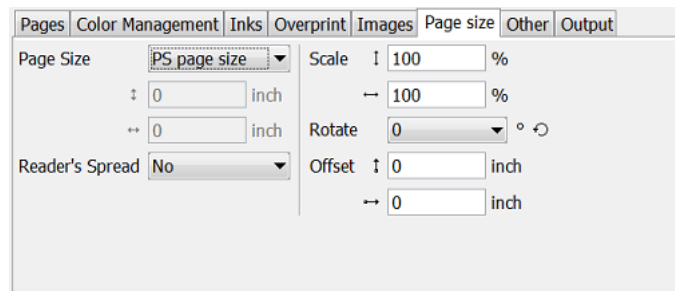 Pages Color Management Inks Overprint Images Page size Other Output
Page Size PS page size Scale 100 %
0 inch 100 %
0 inch Rotate 0 °
Reader's Spread No Offset 0 inch
0 inch